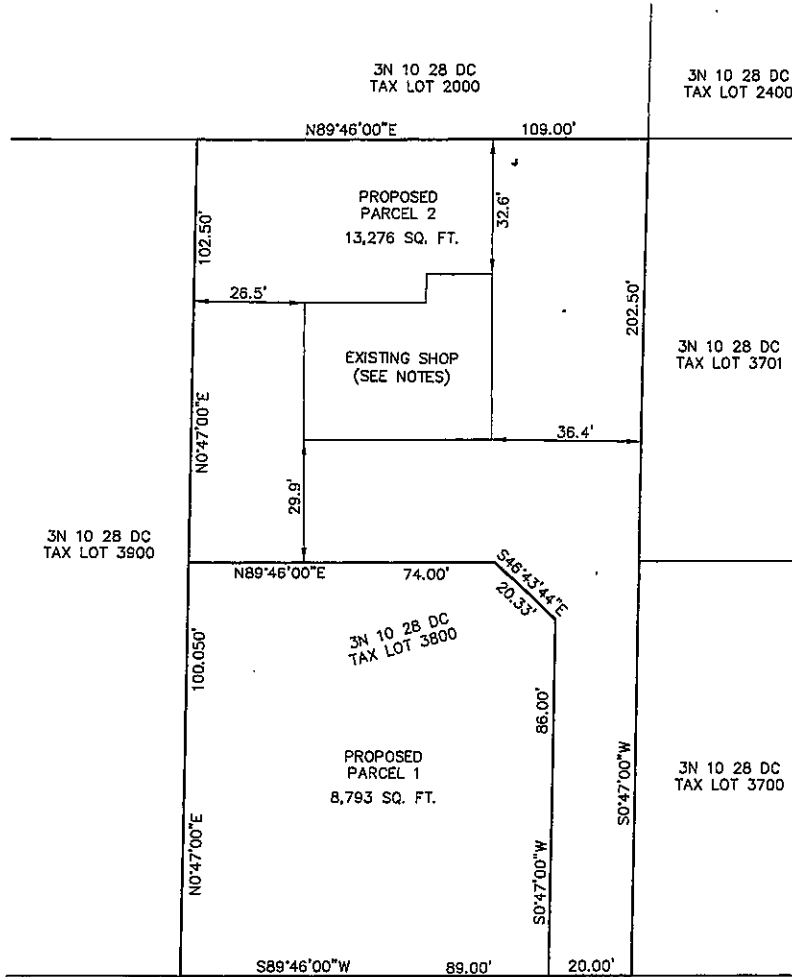 3N 10 28 DC
TAX LOT 2000
3N 10 28 DC
TAX LOT 2400
N89°46'00"E
109.00'
PROPOSED
PARCEL 2
13,276 SQ. FT.
32.6'
102.50'
26.5'
202.50'
EXISTING SHOP
(SEE NOTES)
3N 10 28 DC
TAX LOT 3701
N0°47'00"E
36.4'
29.9'
3N 10 28 DC
TAX LOT 3900
N89°46'00"E
74.00'
S46°43'44"E
20.33'
3N 10 28 DC
TAX LOT 3800
100.050'
86.00'
PROPOSED
PARCEL 1
8,793 SQ. FT.
3N 10 28 DC
TAX LOT 3700
S0°47'00"W
N0°47'00"E
S0°47'00"W
S89°46'00"W
89.00'
20.00'